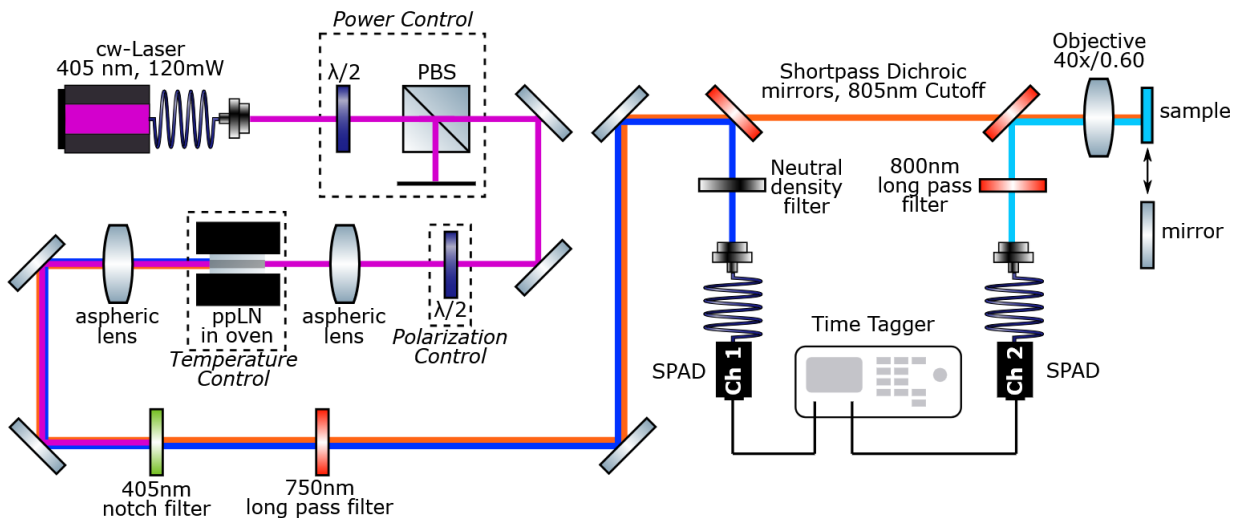 Power Control
cw-Laser
405 nm, 120mW
λ/2
PBS
Shortpass Dichroic
mirrors, 805nm Cutoff
Objective
40x/0.60
sample
Neutral
density
filter
800nm
long pass
filter
mirror
aspheric
lens
ppLN
in oven
Temperature
Control
aspheric
lens
λ/2
Polarization
Control
Time Tagger
SPAD
Ch 1
Ch 2
SPAD
405nm
notch filter
750nm
long pass filter